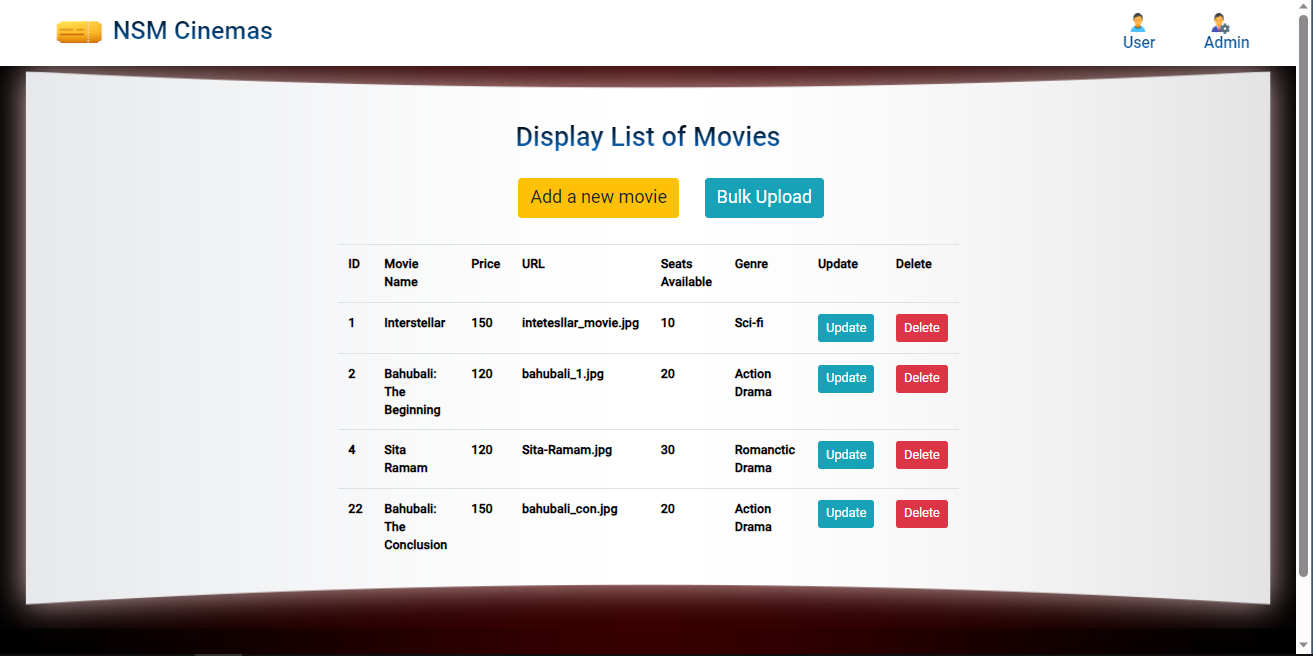 NSM Cinemas
User
Admin
Display List of Movies
Add a new movie
Bulk Upload
ID Movie Name Price URL Seats Available Genre Update Delete
1 Interstellar 150 intetesllar_movie.jpg 10 Sci-fi Update Delete
2 Bahubali: The Beginning 120 bahubali_1.jpg 20 Action Drama Update Delete
4 Sita Ramam 120 Sita-Ramam.jpg 30 Romanctic Drama Update Delete
22 Bahubali: The Conclusion 150 bahubali_con.jpg 20 Action Drama Update Delete